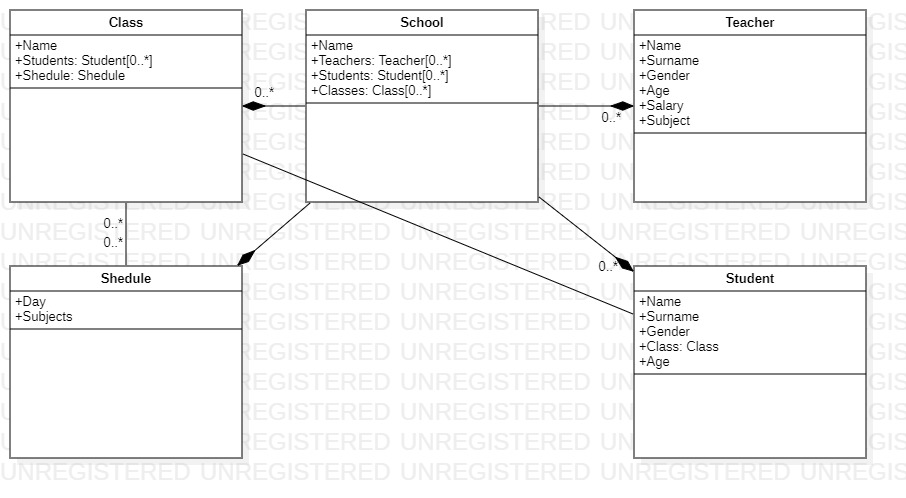 Class
+Name
+Students: Student[0..*]
+Shedule: Shedule
School
+Name
+Teachers: Teacher[0..*]
+Students: Student[0..*]
+Classes: Class[0..*]
Teacher
+Name
+Surname
+Gender
+Age
+Salary
+Subject
0..*
0..*
0..*
0..*
0..*
Shedule
+Day
+Subjects
Student
+Name
+Surname
+Gender
+Class: Class
+Age
UNREGISTERED UNREGISTERED UNREGISTERED UNREGISTERED UNREGISTERED